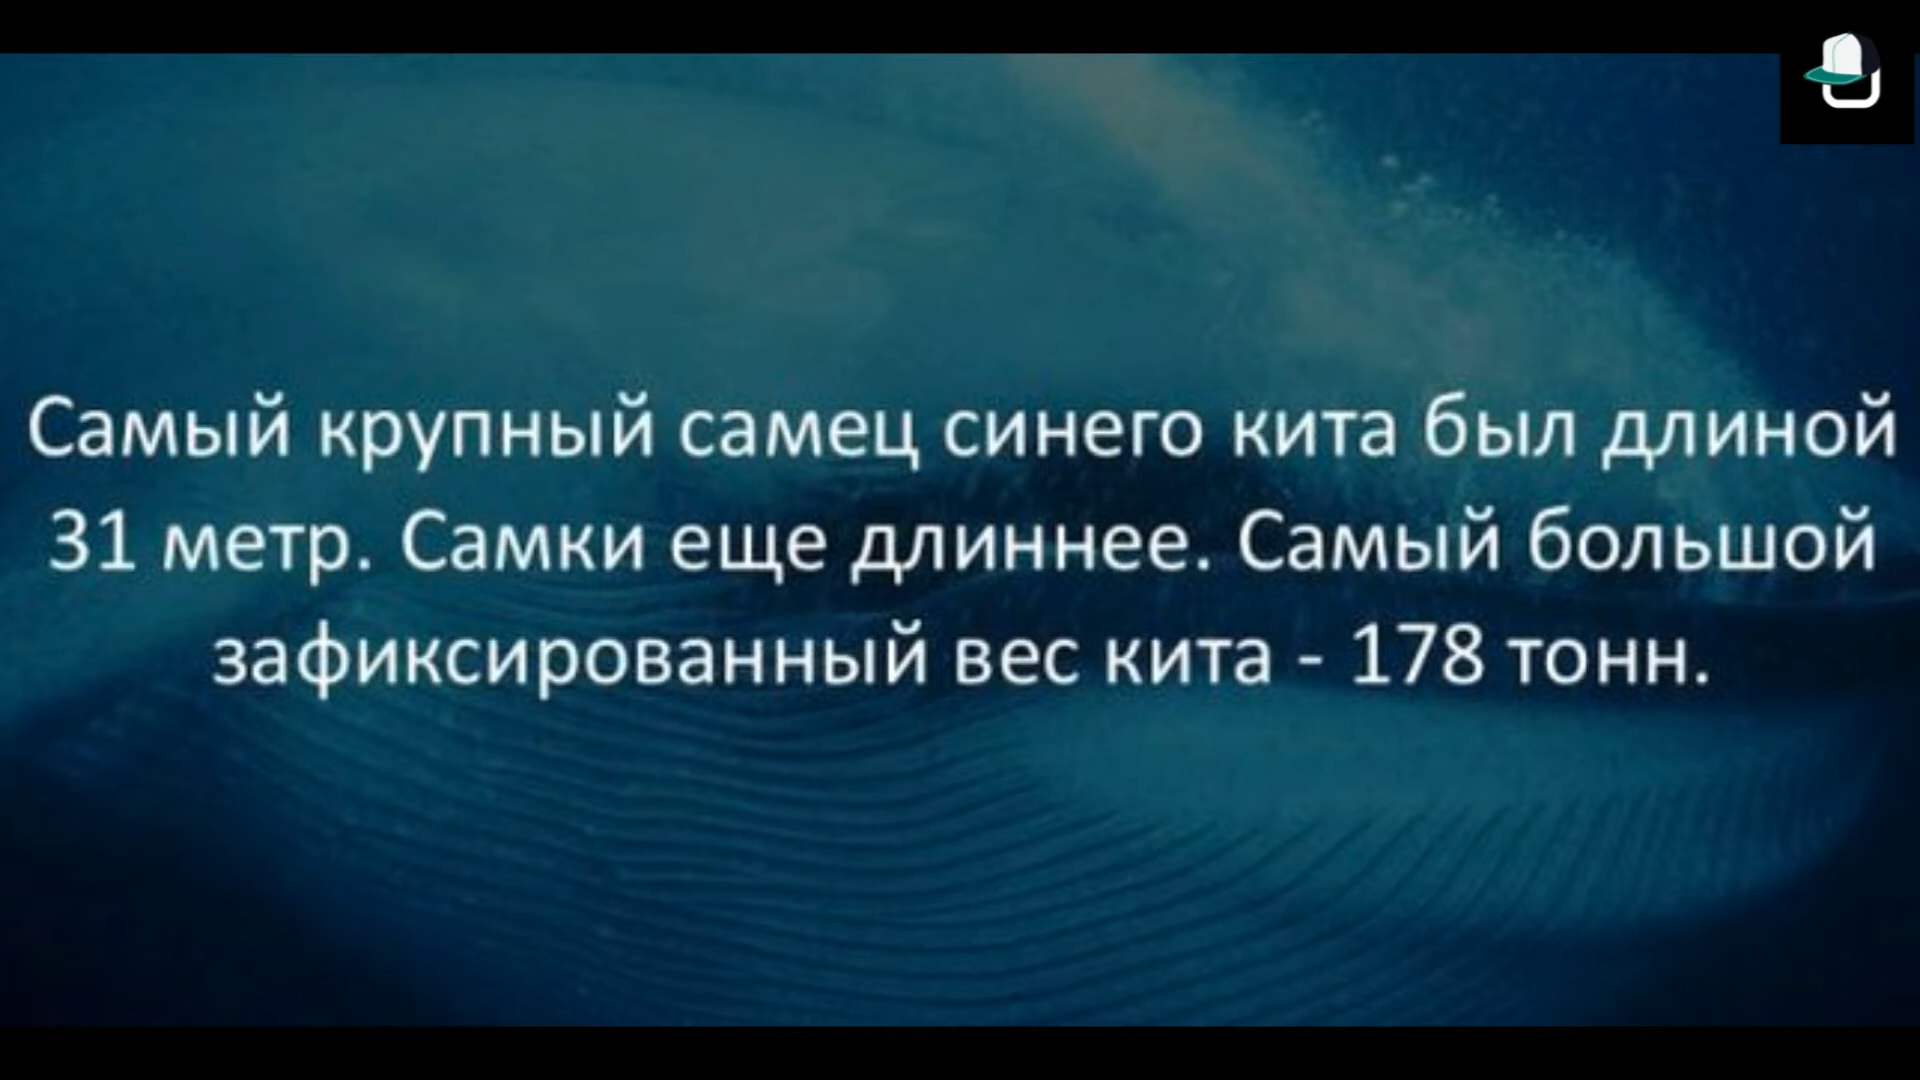 Самый крупный самец синего кита был длиной
31 метр. Самки еще длиннее. Самый большой
зафиксированный вес кита - 178 тонн.